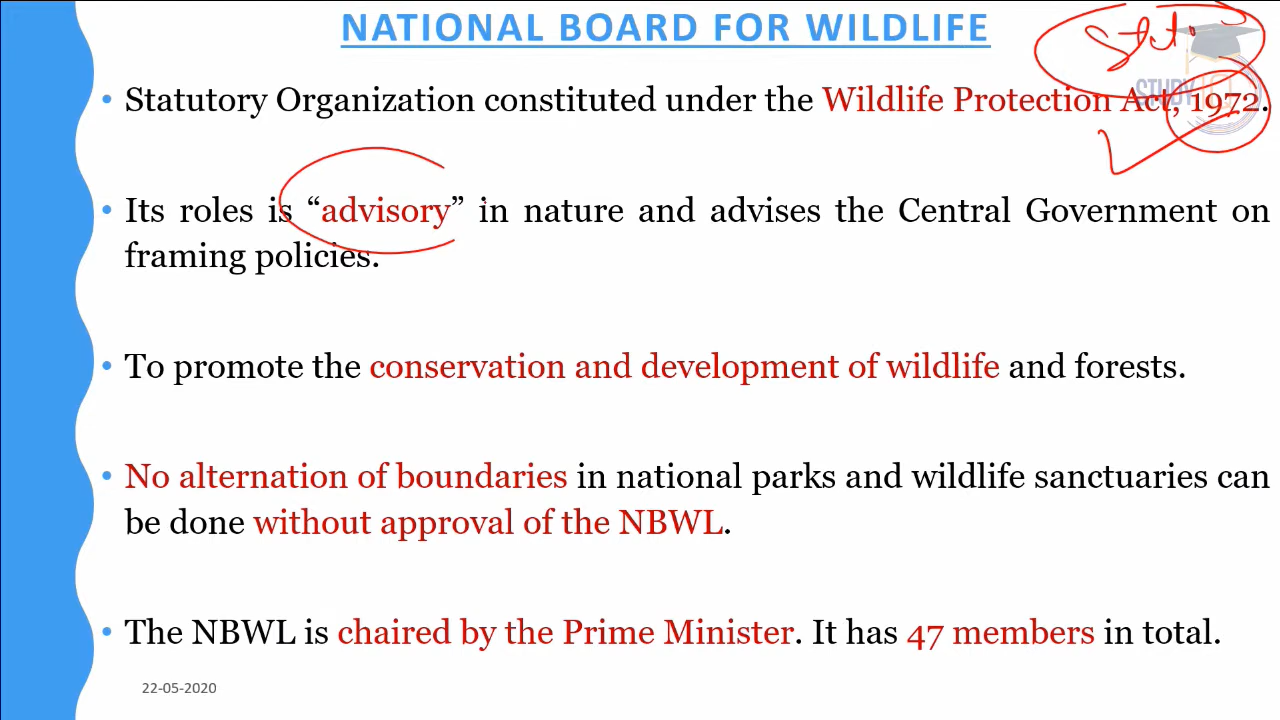 NATIONAL BOARD FOR WILDLIFE
Stat
STUDY
• Statutory Organization constituted under the Wildlife Protection Act, 1972.
• Its roles is “advisory” in nature and advises the Central Government on
framing policies.
• To promote the conservation and development of wildlife and forests.
• No alternation of boundaries in national parks and wildlife sanctuaries can
be done without approval of the NBWL.
• The NBWL is chaired by the Prime Minister. It has 47 members in total.
22-05-2020